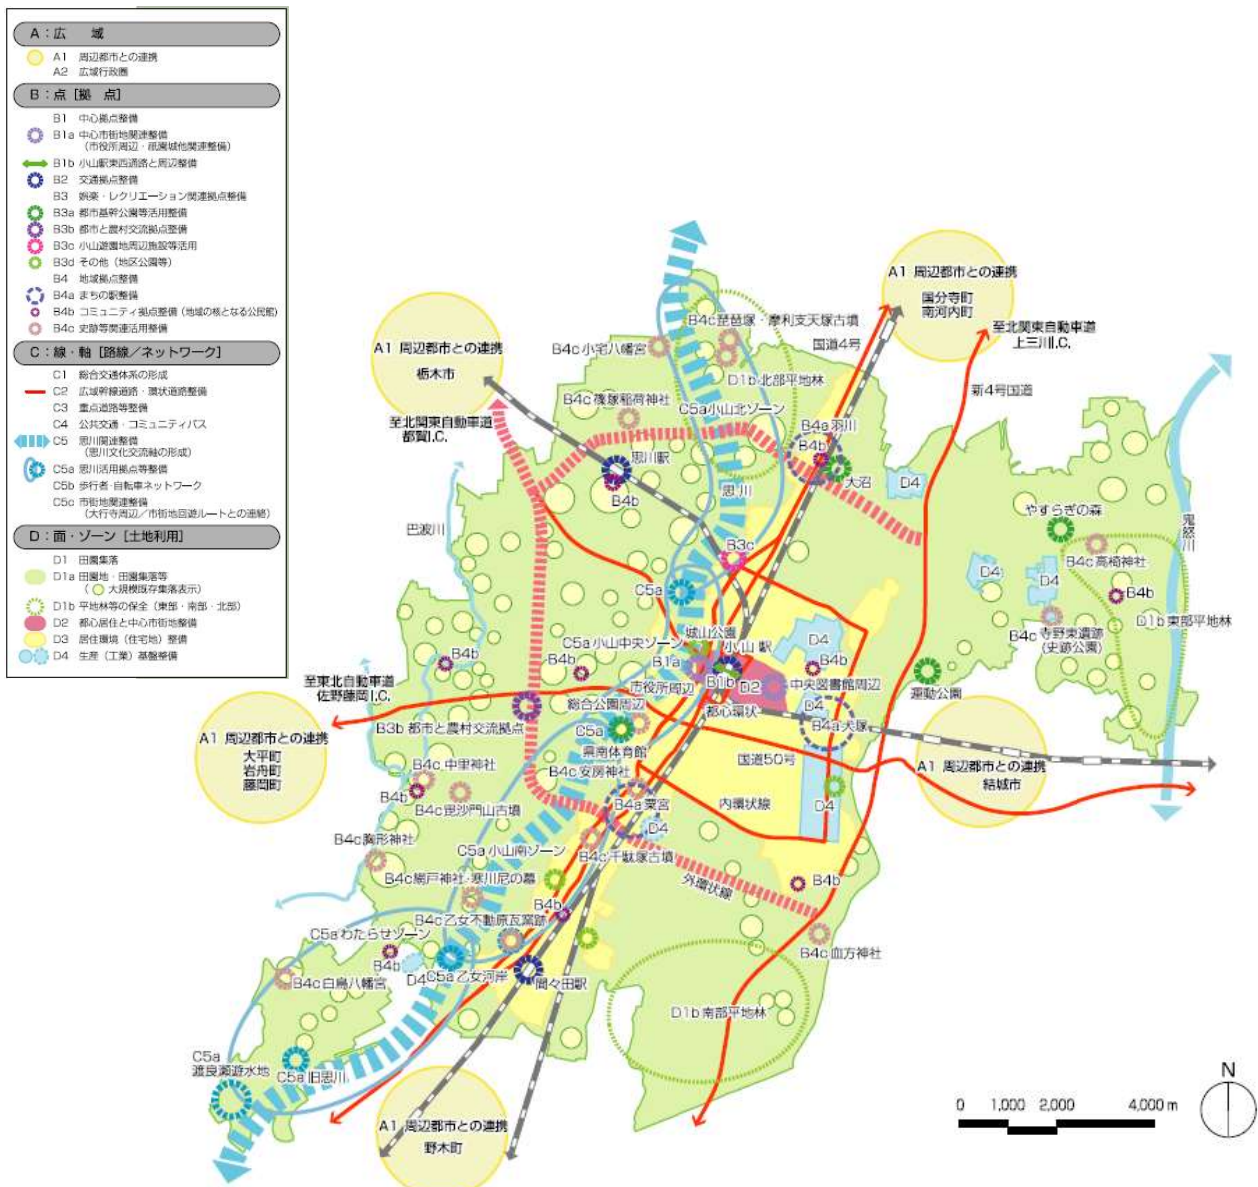 A：広　域
A1 周辺都市との連携
A2 広域行政圏
B：点［拠　点］
B1 中心拠点整備
B1a 中心市街地関連整備
（市役所周辺・祇園城他関連整備）
B1b 小山駅東西通路と周辺整備
B2 交通拠点整備
B3 娯楽・レクリエーション関連拠点整備
B3a 都市基幹公園等活用整備
B3b 都市と農村交流拠点整備
B3c 小山遊園地周辺施設等活用
B3d その他（地区公園等）
B4 地域拠点整備
B4a まちの駅整備
B4b コミュニティ拠点整備（地域の核となる公民館）
B4c 史跡等関連活用整備
C：線・軸［路線／ネットワーク］
C1 総合交通体系の形成
C2 広域幹線道路・環状道路整備
C3 重点道路等整備
C4 公共交通・コミュニティバス
C5 思川関連整備
（思川文化交流軸の形成）
C5a 思川活用拠点等整備
C5b 歩行者・自転車ネットワーク
C5c 市街地関連整備
（大行寺周辺／市街地回遊ルートとの連絡）
D：面・ゾーン［土地利用］
D1 田園集落
D1a 田園地・田園集落等
（ 大規模既存集落表示）
D1b 平地林等の保全（東部・南部・北部）
D2 都心居住と中心市街地整備
D3 居住環境（住宅地）整備
D4 生産（工業）基盤整備
A1 周辺都市との連携
国分寺町
南河内町
至北関東自動車道
上三川I.C.
B4c 琵琶塚・摩利支天塚古墳
国道4号
B4c 小宅八幡宮
A1 周辺都市との連携
栃木市
D1b 北部平地林
新4号国道
B4c 篠塚稲荷神社
C5a 小山北ゾーン
至北関東自動車道
都賀I.C.
B4a 羽川
B4b
思川駅
大沼
D4
B4b
思川
巴波川
やすらぎの森
鬼怒川
B3c
B4c 高椅神社
D4
D4
C5a
B4b
B4c 寺野東遺跡
（史跡公園）
D1b 東部平地林
城山公園
C5a 小山中央ゾーン
小山駅
D4
B4b
B4b
B1a
B1b
D2
B4b
至東北自動車道
佐野藤岡I.C.
市役所周辺
中央図書館周辺
運動公園
総合公園周辺
都心環状
D4
B3b 都市と農村交流拠点
C5a
B4a 犬塚
A1 周辺都市との連携
大平町
岩舟町
藤岡町
県南体育館
国道50号
A1 周辺都市との連携
結城市
B4c 中里神社
B4c 安房神社
B4b
B4c 毘沙門山古墳
B4a 粟宮
内環状線
D4
D4
B4c 胸形神社
C5a 小山南ゾーン
B4c 千駄塚古墳
B4c 網戸神社・寒川尼の墓
外環状線
B4b
B4b
B4c 乙女不動原瓦窯跡
C5a わたらせゾーン
B4c 血方神社
B4b
D4
C5a 乙女河岸
B4c 白鳥八幡宮
間々田駅
D1b 南部平地林
C5a
渡良瀬遊水地
C5a 旧思川
A1 周辺都市との連携
野木町
N
0 1,000 2,000 4,000 m